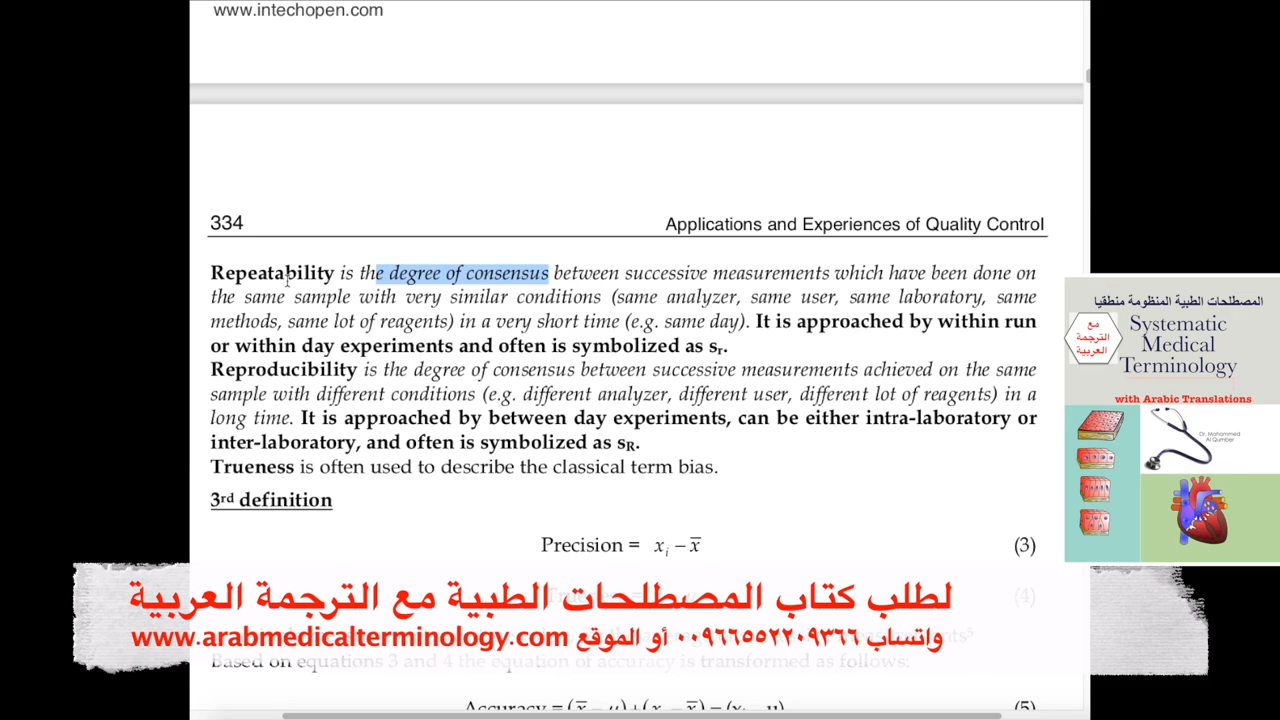 www.intechopen.com
334
Applications and Experiences of Quality Control
Repeatability is the degree of consensus between successive measurements which have been done on
the same sample with very similar conditions (same analyzer, same user, same laboratory, same
methods, same lot of reagents) in a very short time (e.g. same day). It is approached by within run
or within day experiments and often is symbolized as sr.
Reproducibility is the degree of consensus between successive measurements achieved on the same
sample with different conditions (e.g. different analyzer, different user, different lot of reagents) in a
long time. It is approached by between day experiments, can be either intra-laboratory or
inter-laboratory, and often is symbolized as sR.
Trueness is often used to describe the classical term bias.
3rd definition
Precision = xi – x̄ (3)
(4)
لطلب كتاب المصطلحات الطبية مع الترجمة العربية
واتساب ٠٠٩٦٦٥٥٢٢٠٩٣٦٦ أو الموقع www.arabmedicalterminology.com
Based on equations 3 and 4 the equation of accuracy is transformed as follows:
Accuracy = (x̄ – μ) + (xi – x̄) = (xi – μ) (5)
المصطلحات الطبية المنظومة منطقيا
مع
الترجمة
العربية
Systematic
Medical
Terminology
with Arabic Translations
Dr. Mohammed
Al Qumber